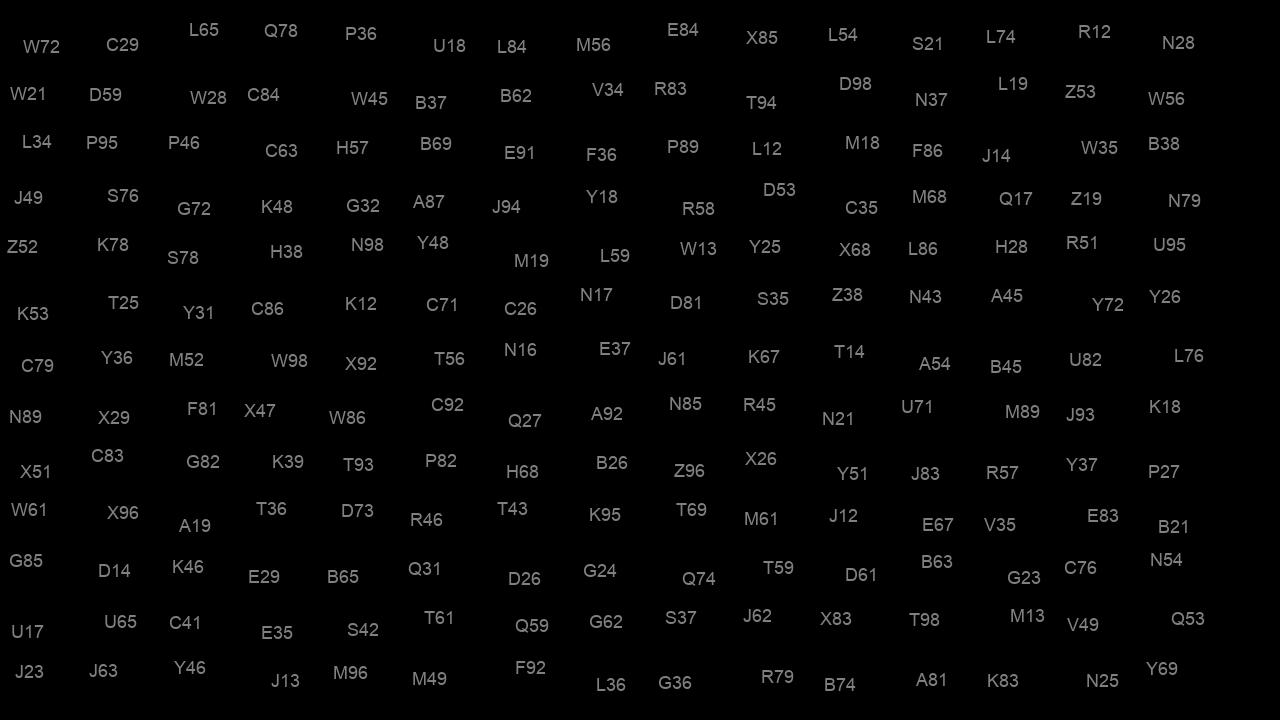 W72 C29 L65 Q78 P36 U18 L84 M56 E84 X85 L54 S21 L74 R12 N28
W21 D59 W28 C84 W45 B37 B62 V34 R83 T94 D98 N37 L19 Z53 W56
L34 P95 P46 C63 H57 B69 E91 F36 P89 L12 M18 F86 J14 W35 B38
J49 S76 G72 K48 G32 A87 J94 Y18 R58 D53 C35 M68 Q17 Z19 N79
Z52 K78 S78 H38 N98 Y48 M19 L59 W13 Y25 X68 L86 H28 R51 U95
K53 T25 Y31 C86 K12 C71 C26 N17 D81 S35 Z38 N43 A45 Y72 Y26
C79 Y36 M52 W98 X92 T56 N16 E37 J61 K67 T14 A54 B45 U82 L76
N89 X29 F81 X47 W86 C92 Q27 A92 N85 R45 N21 U71 M89 J93 K18
X51 C83 G82 K39 T93 P82 H68 B26 Z96 X26 Y51 J83 R57 Y37 P27
W61 X96 A19 T36 D73 R46 T43 K95 T69 M61 J12 E67 V35 E83 B21
G85 D14 K46 E29 B65 Q31 D26 G24 Q74 T59 D61 B63 G23 C76 N54
U17 U65 C41 E35 S42 T61 Q59 G62 S37 J62 X83 T98 M13 V49 Q53
J23 J63 Y46 J13 M96 M49 F92 L36 G36 R79 B74 A81 K83 N25 Y69